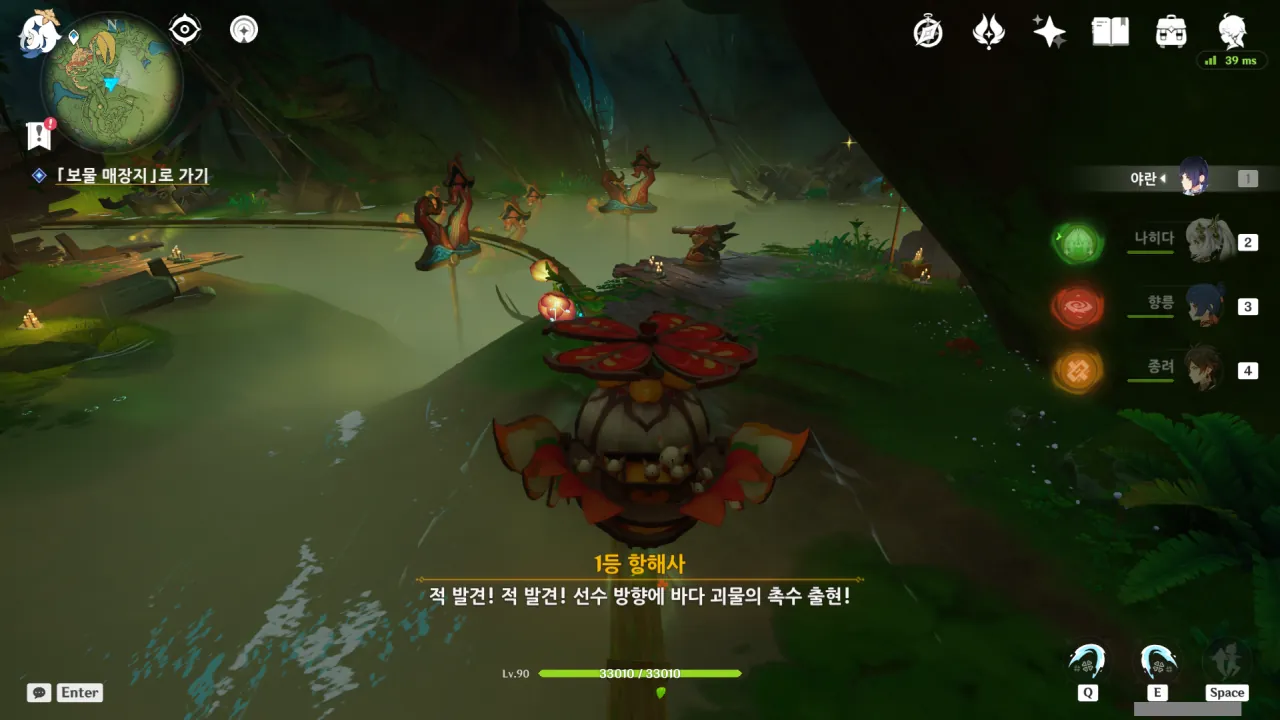 N
39 ms
「보물 매장지」로 가기
야란
1
나히다
2
향릉
3
종려
4
1등 항해사
적 발견! 적 발견! 선수 방향에 바다 괴물의 촉수 출현!
Lv.90
33010 / 33010
Enter
Q
E
Space